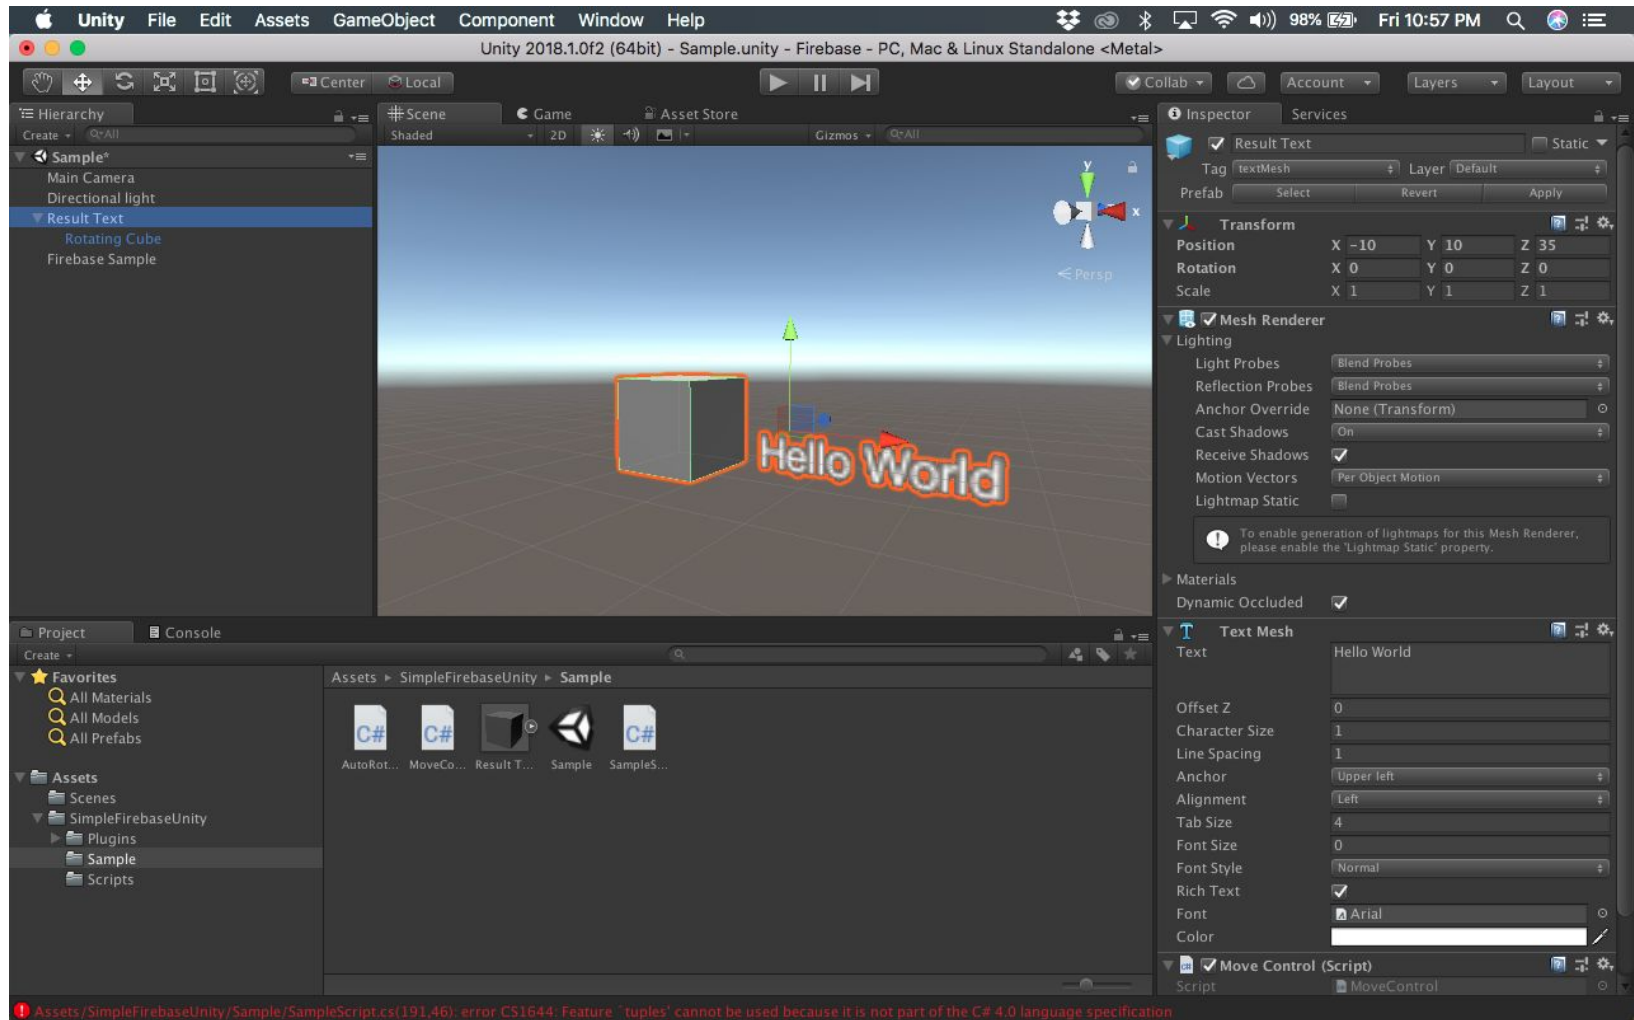 Unity File Edit Assets GameObject Component Window Help 98% Fri 10:57 PM
Unity 2018.1.0f2 (64bit) - Sample.unity - Firebase - PC, Mac & Linux Standalone <Metal>
Center Local Collab Account Layers Layout
Hierarchy
Create All
Sample*
Main Camera
Directional light
Result Text
Rotating Cube
Firebase Sample
Scene Game Asset Store
Shaded 2D Gizmos All
y
x
Persp
Hello World
Inspector Services
Result Text Static
Tag textMesh Layer Default
Prefab Select Revert Apply
Transform
Position X -10 Y 10 Z 35
Rotation X 0 Y 0 Z 0
Scale X 1 Y 1 Z 1
Mesh Renderer
Lighting
Light Probes Blend Probes
Reflection Probes Blend Probes
Anchor Override None (Transform)
Cast Shadows On
Receive Shadows
Motion Vectors Per Object Motion
Lightmap Static
To enable generation of lightmaps for this Mesh Renderer,
please enable the 'Lightmap Static' property.
Materials
Dynamic Occluded
Text Mesh
Text Hello World
Offset Z 0
Character Size 1
Line Spacing 1
Anchor Upper left
Alignment Left
Tab Size 4
Font Size 0
Font Style Normal
Rich Text
Font Arial
Color
Move Control (Script)
Script MoveControl
Project Console
Create
Favorites
All Materials
All Models
All Prefabs
Assets
Scenes
SimpleFirebaseUnity
Plugins
Sample
Scripts
Assets SimpleFirebaseUnity Sample
C# C# C#
AutoRot... MoveCo... Result T... Sample SampleS...
Assets/SimpleFirebaseUnity/Sample/SampleScript.cs(191,46): error CS1644: Feature `tuples' cannot be used because it is not part of the C# 4.0 language specification